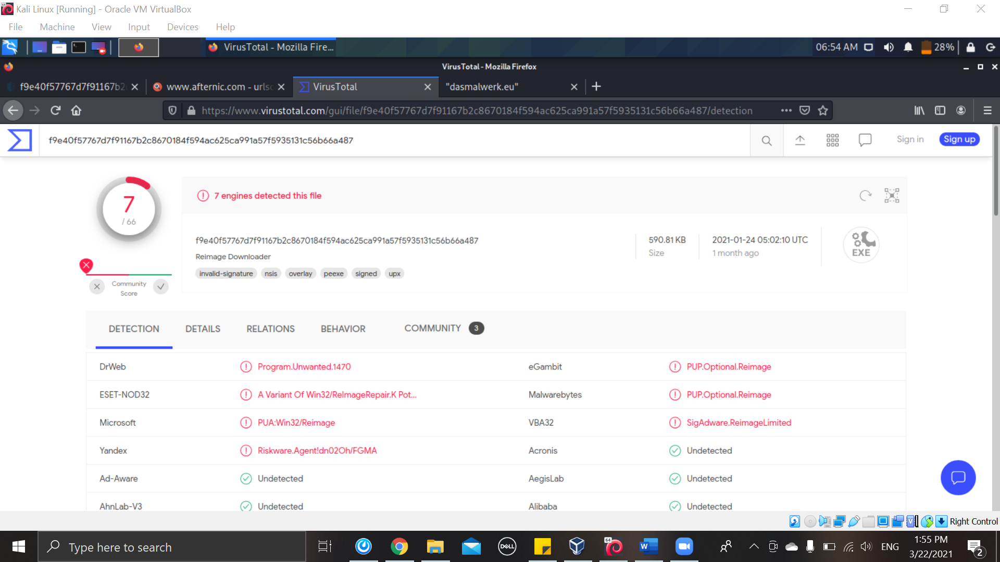 Kali Linux [Running] - Oracle VM VirtualBox
File Machine View Input Devices Help
VirusTotal - Mozilla Fire...
06:54 AM
28%
VirusTotal - Mozilla Firefox
f9e40f57767d7f91167b2
www.afternic.com - urlsc
VirusTotal
"dasmalwerk.eu"
https://www.virustotal.com/gui/file/f9e40f57767d7f91167b2c8670184f594ac625ca991a57f5935131c56b66a487/detection
f9e40f57767d7f91167b2c8670184f594ac625ca991a57f5935131c56b66a487
Sign in
Sign up
7
/ 66
7 engines detected this file
f9e40f57767d7f91167b2c8670184f594ac625ca991a57f5935131c56b66a487
Reimage Downloader
invalid-signature nsis overlay peexe signed upx
590.81 KB
Size
2021-01-24 05:02:10 UTC
1 month ago
EXE
Community
Score
DETECTION DETAILS RELATIONS BEHAVIOR COMMUNITY 3
DrWeb Program.Unwanted.1470 eGambit PUP.Optional.Reimage
ESET-NOD32 A Variant Of Win32/ReImageRepair.K Pot... Malwarebytes PUP.Optional.Reimage
Microsoft PUA:Win32/Reimage VBA32 SigAdware.ReimageLimited
Yandex Riskware.Agent!dn02Oh/FGMA Acronis Undetected
Ad-Aware Undetected AegisLab Undetected
AhnLab-V3 Undetected Alibaba Undetected
Right Control
Type here to search
DELL
64
W
ENG
1:55 PM
3/22/2021
2